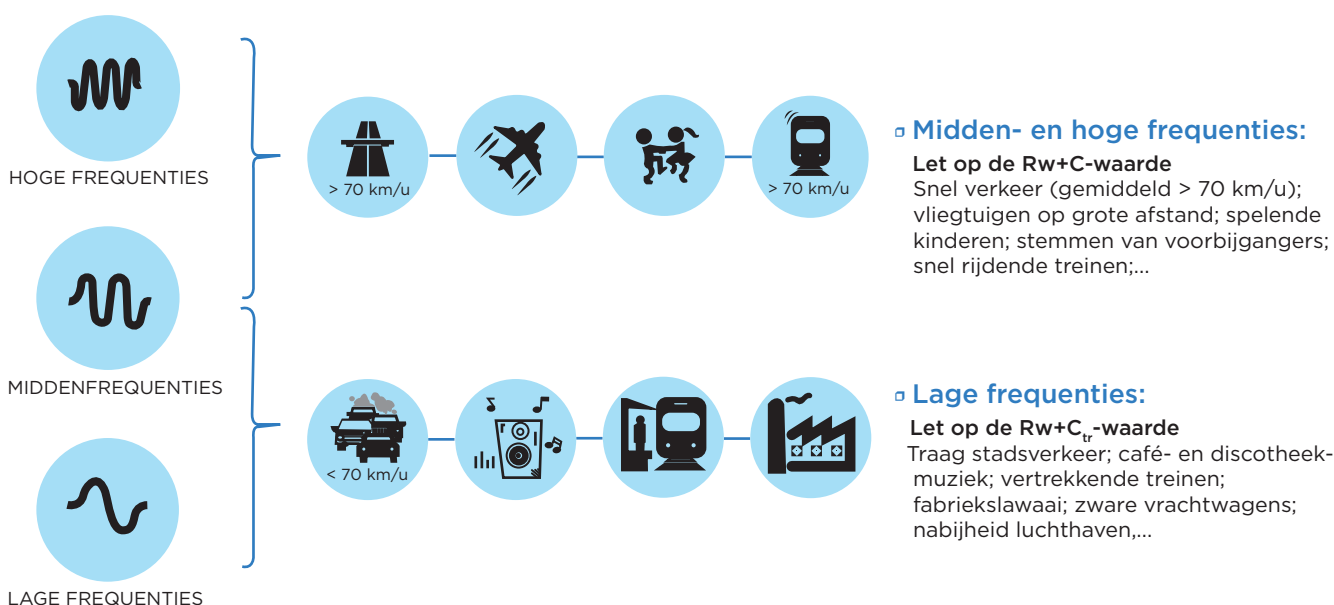 HOGE FREQUENTIES
MIDDENFREQUENTIES
LAGE FREQUENTIES
> 70 km/u
> 70 km/u
Midden- en hoge frequenties:
Let op de Rw+C-waarde
Snel verkeer (gemiddeld > 70 km/u);
vliegtuigen op grote afstand; spelende
kinderen; stemmen van voorbijgangers;
snel rijdende treinen;...
< 70 km/u
Lage frequenties:
Let op de Rw+Ctr-waarde
Traag stadsverkeer; café- en discotheek-
muziek; vertrekkende treinen;
fabriekslawaai; zware vrachtwagens;
nabijheid luchthaven,...